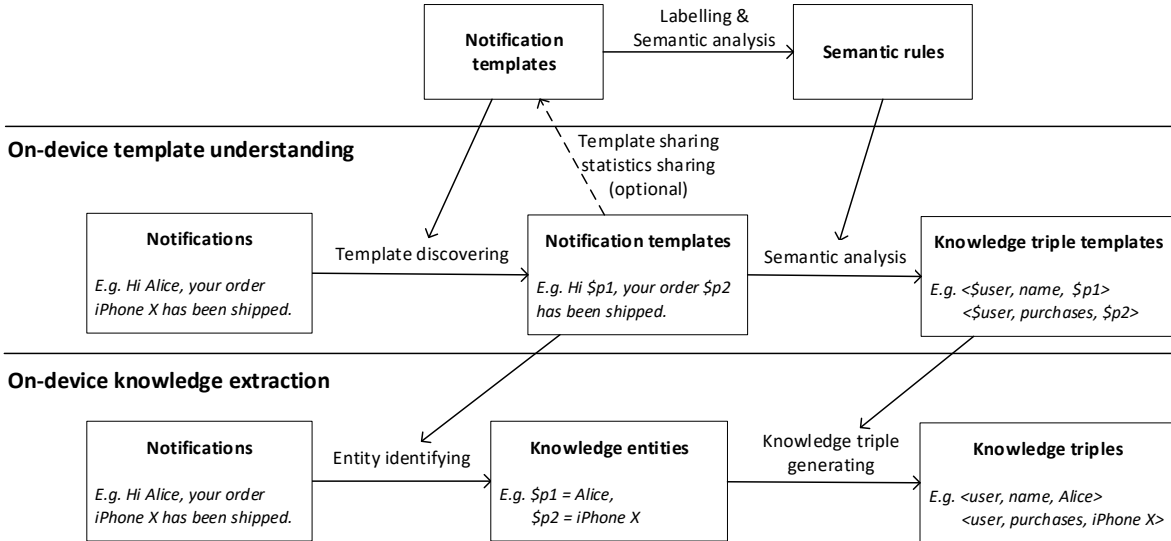 Notification
templates
Labelling &
Semantic analysis
Semantic rules
On-device template understanding
Template sharing
statistics sharing
(optional)
Notifications
E.g. Hi Alice, your order
iPhone X has been shipped.
Template discovering
Notification templates
E.g. Hi $p1, your order $p2
has been shipped.
Semantic analysis
Knowledge triple templates
E.g. <$user, name, $p1>
<$user, purchases, $p2>
On-device knowledge extraction
Notifications
E.g. Hi Alice, your order
iPhone X has been shipped.
Entity identifying
Knowledge entities
E.g. $p1 = Alice,
$p2 = iPhone X
Knowledge triple
generating
Knowledge triples
E.g. <user, name, Alice>
<user, purchases, iPhone X>